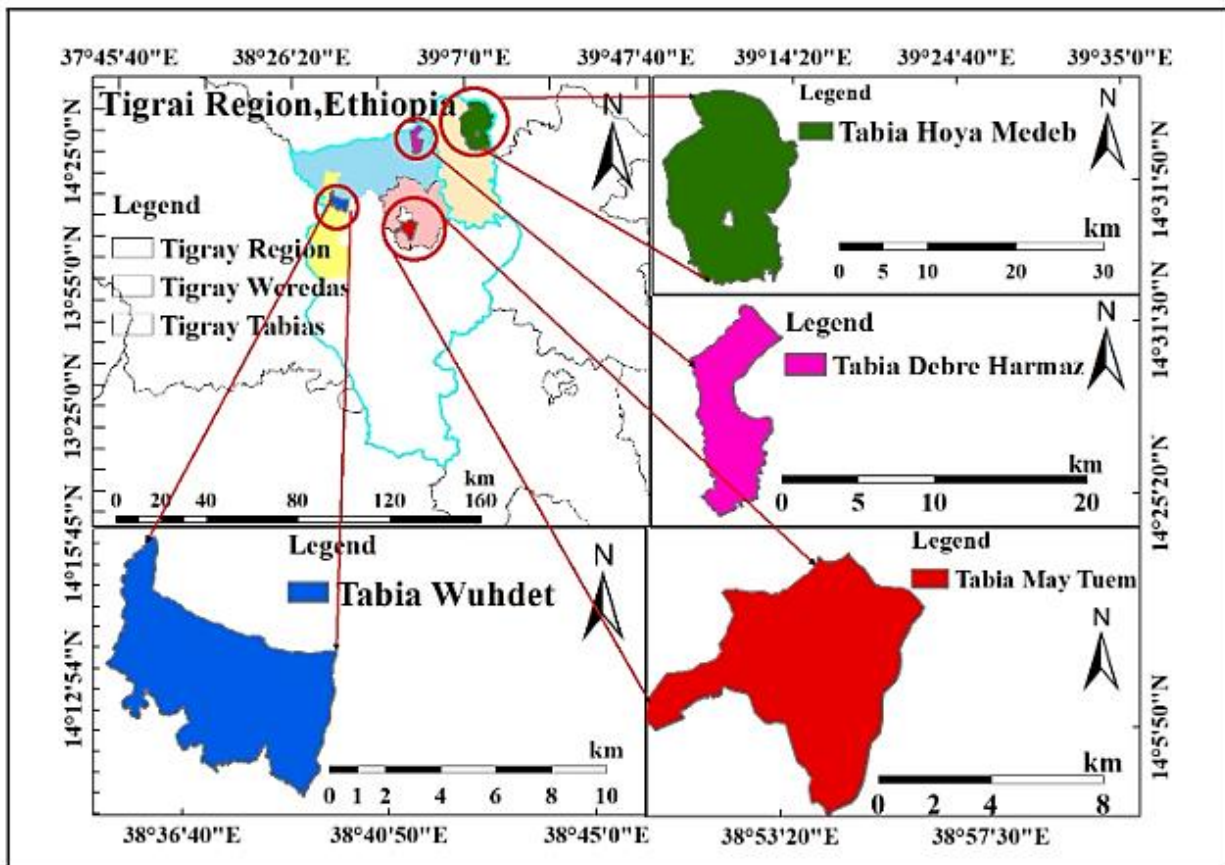 37°45'40"E 38°26'20"E 39°7'0"E 39°47'40"E 39°14'20"E 39°24'40"E 39°35'0"E
Tigrai Region,Ethiopia
N
Legend
Tigray Region
Tigray Weredas
Tigray Tabias
14°25'0"N
13°55'0"N
13°25'0"N
km
0 20 40 80 120 160
Legend
Tabia Hoya Medeb
N
km
0 5 10 20 30
14°31'50"N
14°31'30"N
Legend
Tabia Debre Harmaz
N
km
0 5 10 20
14°25'20"N
14°15'45"N
14°12'54"N
Legend
Tabia Wuhdet
N
km
0 1 2 4 6 8 10
Legend
Tabia May Tuem
N
km
0 2 4 8
14°5'50"N
38°36'40"E 38°40'50"E 38°45'0"E 38°53'20"E 38°57'30"E